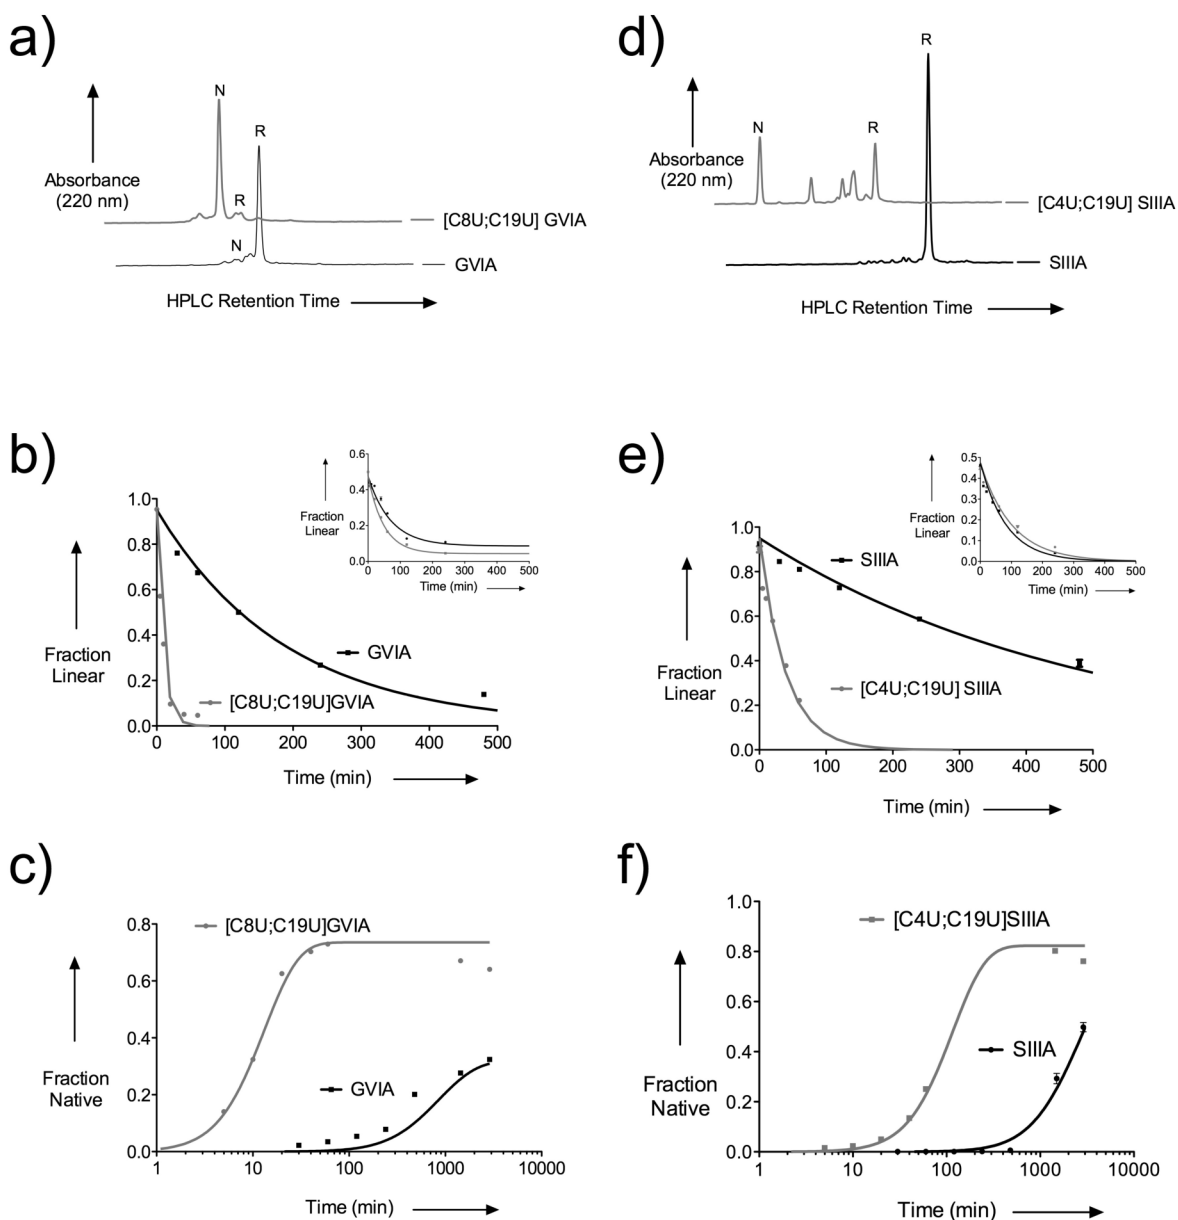 a)
N
R
Absorbance
(220 nm)
[C8U;C19U] GVIA
N
R
GVIA
HPLC Retention Time
d)
R
N
R
Absorbance
(220 nm)
[C4U;C19U] SIIIA
SIIIA
HPLC Retention Time
b)
1.0
0.8
0.6
0.4
0.2
0.0
Fraction
Linear
GVIA
[C8U;C19U]GVIA
0 100 200 300 400 500
Time (min)
0.6
0.4
0.2
0.0
Fraction
Linear
0 100 200 300 400 500
Time (min)
e)
1.0
0.8
0.6
0.4
0.2
0.0
Fraction
Linear
SIIIA
[C4U;C19U] SIIIA
0 100 200 300 400 500
Time (min)
0.5
0.4
0.3
0.2
0.1
0.0
Fraction
Linear
0 100 200 300 400 500
Time (min)
c)
0.8
0.6
0.4
0.2
0.0
Fraction
Native
[C8U;C19U]GVIA
GVIA
1 10 100 1000 10000
Time (min)
f)
1.0
0.8
0.6
0.4
0.2
0.0
Fraction
Native
[C4U;C19U]SIIIA
SIIIA
1 10 100 1000 10000
Time (min)